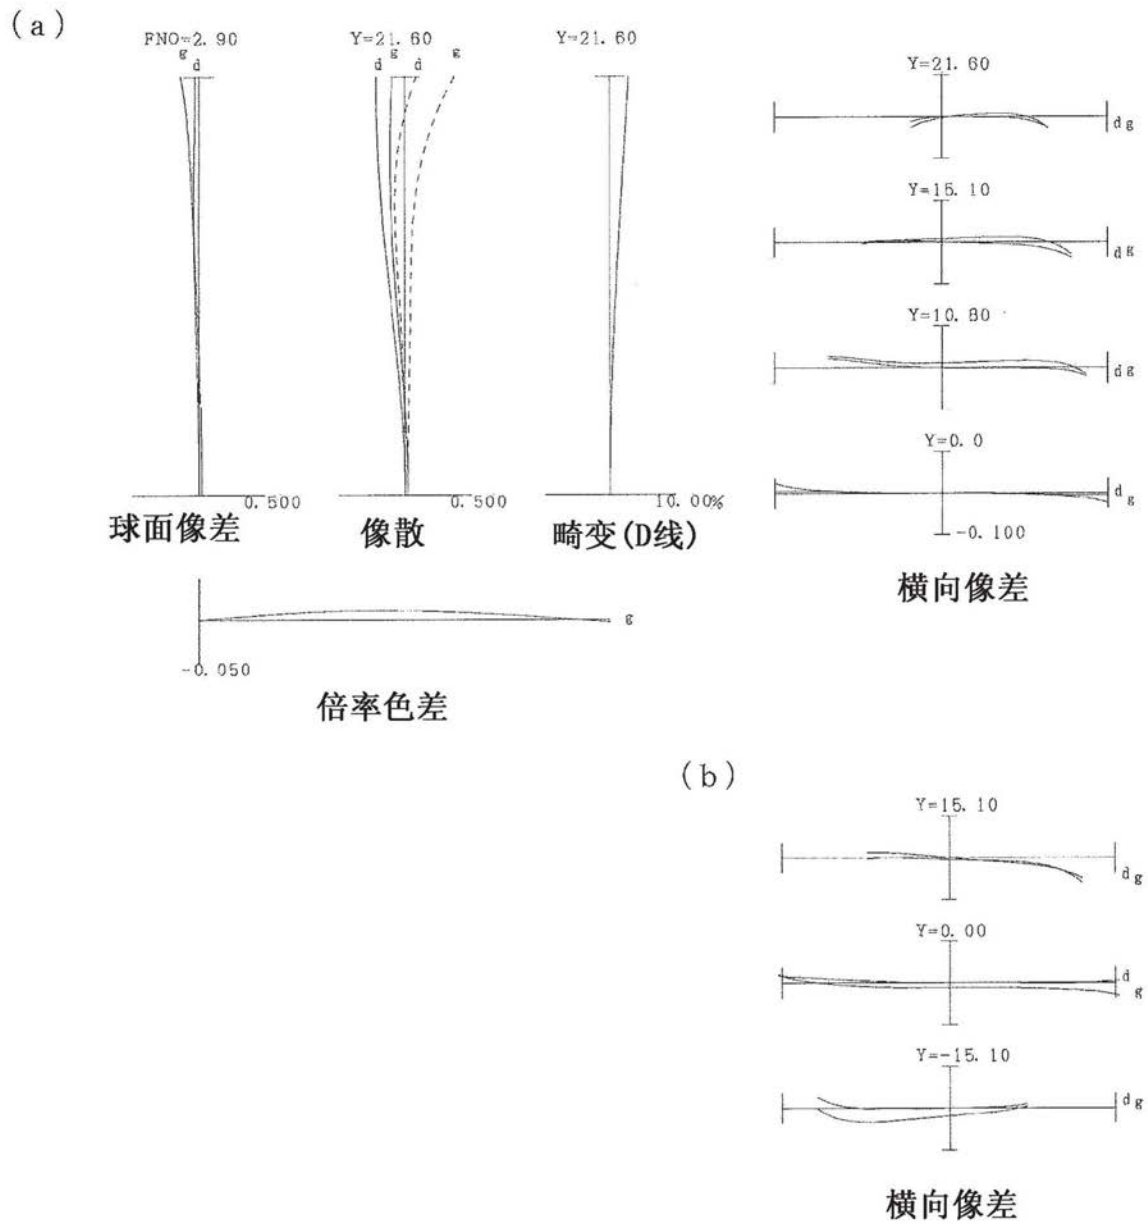 (a)
FNO=2.90
g
d
Y=21.60
d g d g
Y=21.60
0.500
0.500
10.00%
球面像差
像散
畸变(D线)
-0.050
g
倍率色差
Y=21.60
d g
Y=15.10
d g
Y=10.80
d g
Y=0.0
d g
-0.100
横向像差
(b)
Y=15.10
d g
Y=0.00
d
g
Y=-15.10
d g
横向像差